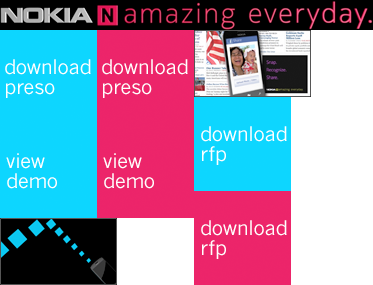 NOKIA N amazing everyday.
download
preso
download
preso
view
demo
view
demo
Snap.
Recognize.
Share.
NOKIA amazing everyday.
download
rfp
download
rfp